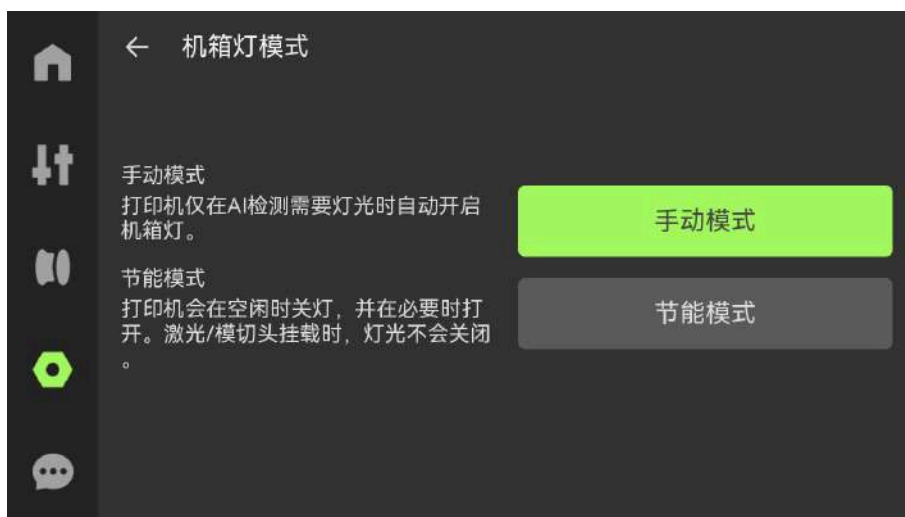 机箱灯模式
手动模式
打印机仅在AI检测需要灯光时自动开启
机箱灯。
节能模式
打印机会在空闲时关灯，并在必要时打
开。激光/模切头挂载时，灯光不会关闭
。
手动模式
节能模式